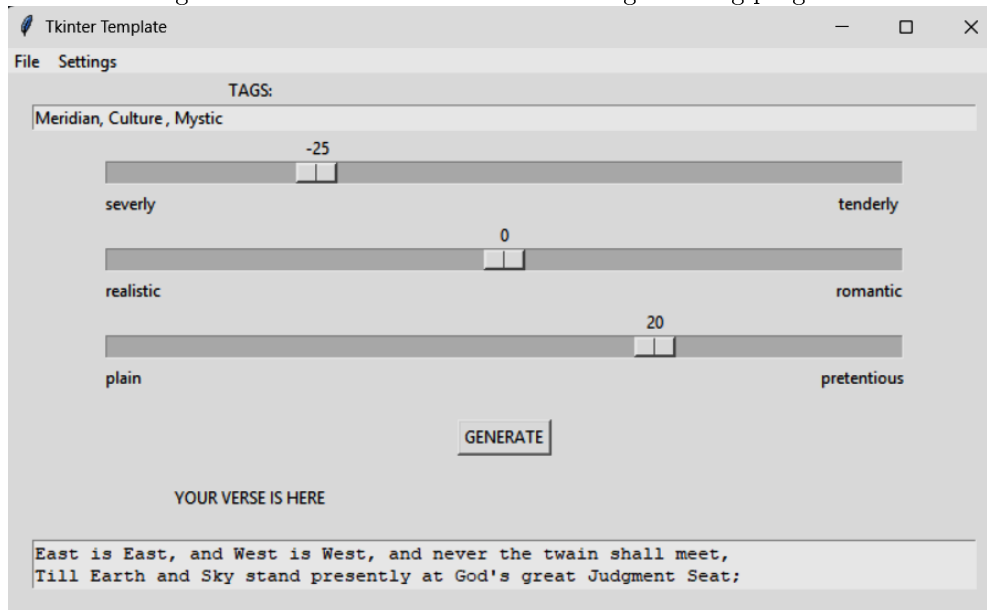 Tkinter Template
File Settings
TAGS:
Meridian, Culture , Mystic
-25
severly tenderly
0
realistic romantic
20
plain pretentious
GENERATE
YOUR VERSE IS HERE
East is East, and West is West, and never the twain shall meet,
Till Earth and Sky stand presently at God's great Judgment Seat;